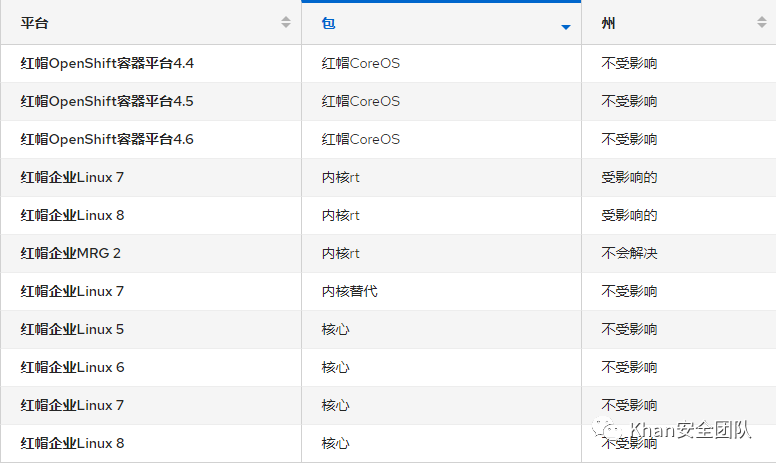 平台 包 州
红帽OpenShift容器平台4.4 红帽CoreOS 不受影响
红帽OpenShift容器平台4.5 红帽CoreOS 不受影响
红帽OpenShift容器平台4.6 红帽CoreOS 不受影响
红帽企业Linux 7 内核rt 受影响的
红帽企业Linux 8 内核rt 受影响的
红帽企业MRG 2 内核rt 不会解决
红帽企业Linux 7 内核替代 不受影响
红帽企业Linux 5 核心 不受影响
红帽企业Linux 6 核心 不受影响
红帽企业Linux 7 核心 不受影响
红帽企业Linux 8 核心 不受影响
Khan安全团队